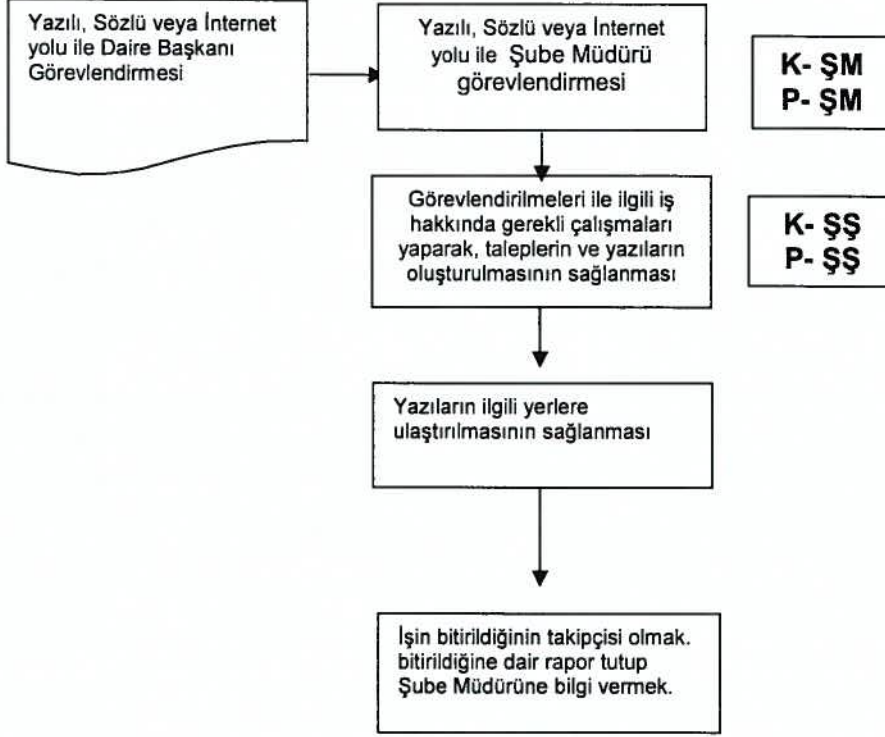 Yazılı, Sözlü veya İnternet
yolu ile Daire Başkanı
Görevlendirmesi
Yazılı, Sözlü veya İnternet
yolu ile Şube Müdürü
görevlendirmesi
K- ŞM
P- ŞM
Görevlendirilmeleri ile ilgili iş
hakkında gerekli çalışmaları
yaparak, taleplerin ve yazıların
oluşturulmasının sağlanması
K- ŞŞ
P- ŞŞ
Yazıların ilgili yerlere
ulaştırılmasının sağlanması
İşin bitirildiğinin takipçisi olmak.
bitirildiğine dair rapor tutup
Şube Müdürüne bilgi vermek.